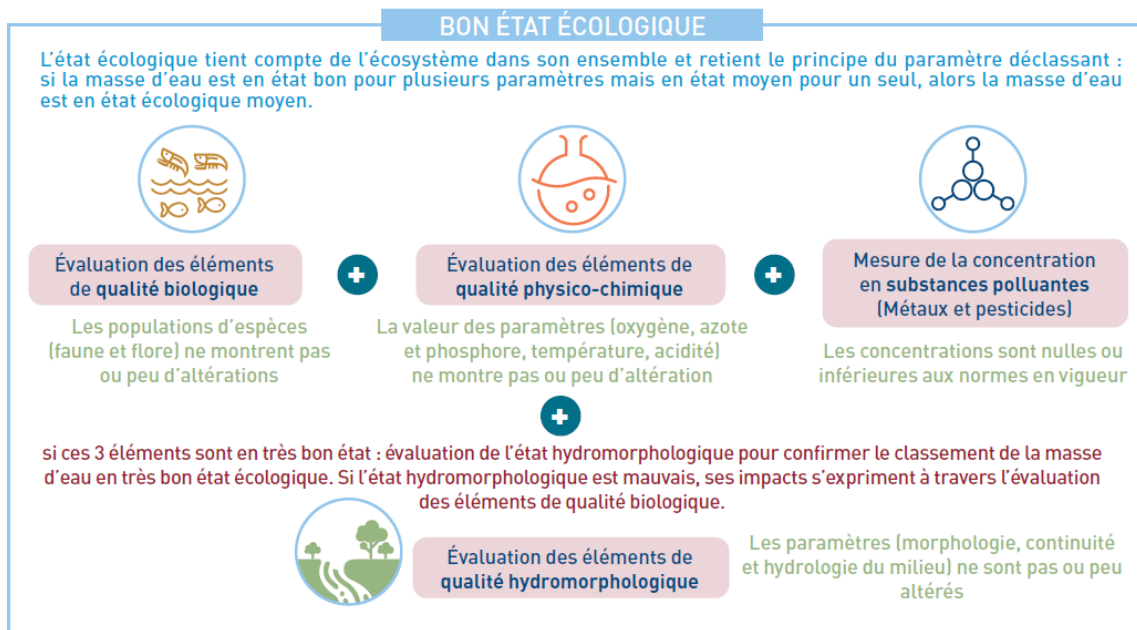 BON ÉTAT ÉCOLOGIQUE
L’état écologique tient compte de l’écosystème dans son ensemble et retient le principe du paramètre déclassant :
si la masse d’eau est en état bon pour plusieurs paramètres mais en état moyen pour un seul, alors la masse d’eau
est en état écologique moyen.
Évaluation des éléments
de qualité biologique
Les populations d’espèces
(faune et flore) ne montrent pas
ou peu d’altérations
Évaluation des éléments de
qualité physico-chimique
La valeur des paramètres (oxygène, azote
et phosphore, température, acidité)
ne montre pas ou peu d’altération
Mesure de la concentration
en substances polluantes
(Métaux et pesticides)
Les concentrations sont nulles ou
inférieures aux normes en vigueur
si ces 3 éléments sont en très bon état : évaluation de l’état hydromorphologique pour confirmer le classement de la masse
d’eau en très bon état écologique. Si l’état hydromorphologique est mauvais, ses impacts s’expriment à travers l’évaluation
des éléments de qualité biologique.
Évaluation des éléments de
qualité hydromorphologique
Les paramètres (morphologie, continuité
et hydrologie du milieu) ne sont pas ou peu
altérés